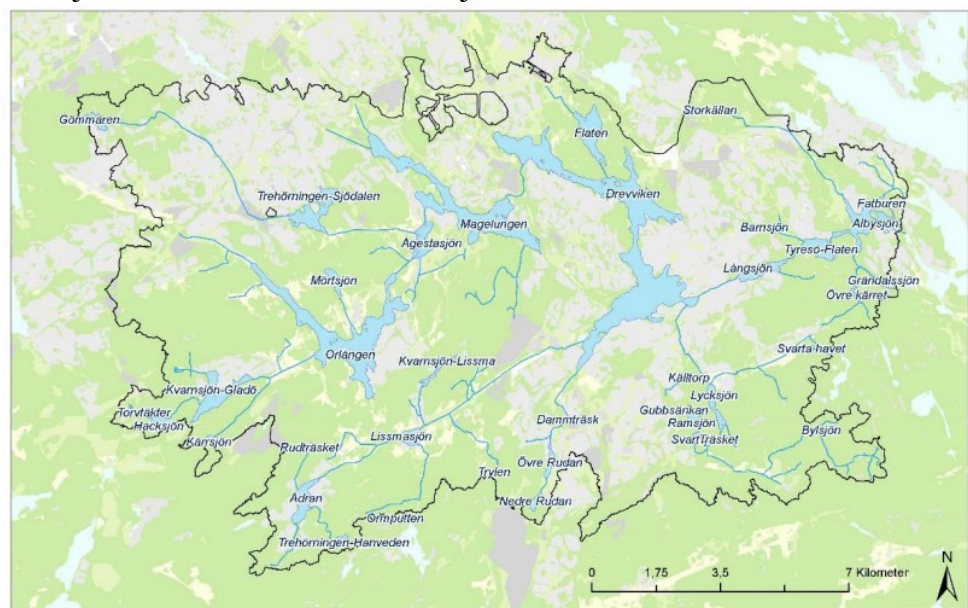 Gömmaren
Storkällan
Flaten
Trehörningen-Sjödalen
Drevviken
Fatburen
Magelungen
Barnsjön
Albysjön
Ågestasjön
Tyresö-Flaten
Långsjön
Mörtsjön
Grändalssjön
Övre kärret
Orlången
Kvarnsjön-Lissma
Svarta havet
Kvarnsjön-Gladö
Källtorp
Lycksjön
Torvtäkter
Gubbsänkan
Hacksjön
Dammträsk
Ramsjön
Bylsjön
Kärrsjön
Lissmasjön
SvartTräsket
Rudträsket
Övre Rudan
Trylen
Ådran
Nedre Rudan
Ormputten
Trehörningen-Hanveden
N
0 1,75 3,5 7 Kilometer